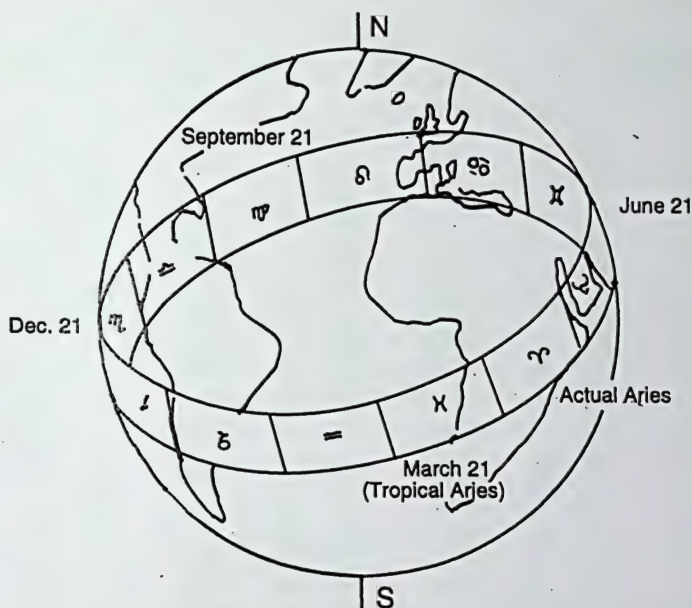 N
September 21
June 21
Dec. 21
Actual Aries
March 21
(Tropical Aries)
S